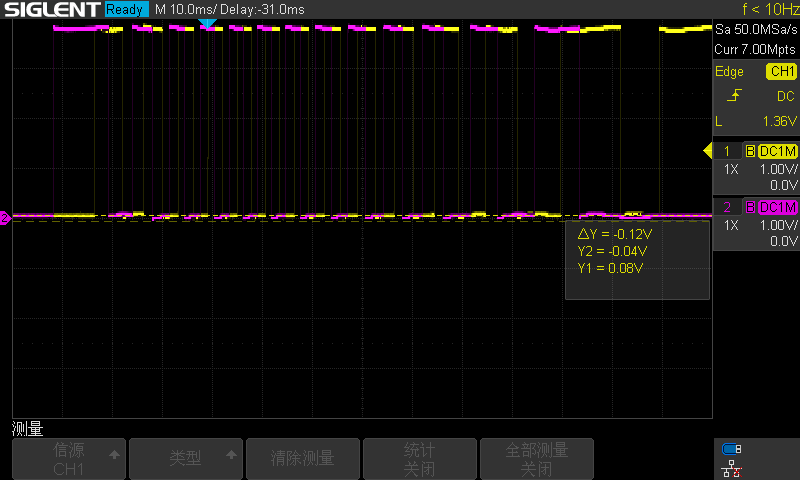 SIGLENT Ready M 10.0ms/ Delay:-31.0ms f < 10Hz
Sa 50.0MSa/s
Curr 7.00Mpts
Edge CH1
DC
L 1.36V
1 B DC1M
1X 1.00V/
0.0V
2 B DC1M
1X 1.00V/
0.0V
2
△Y = -0.12V
Y2 = -0.04V
Y1 = 0.08V
测量
信源
CH1
类型
清除测量
统计
关闭
全部测量
关闭